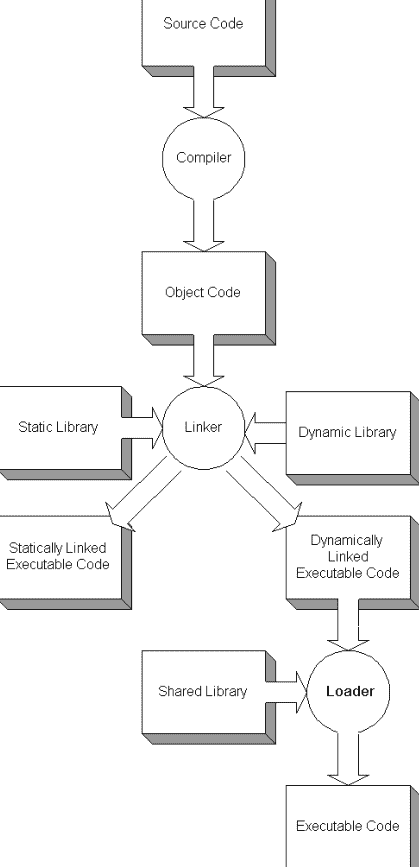 Source Code
Compiler
Object Code
Static Library
Linker
Dynamic Library
Statically Linked
Executable Code
Dynamically
Linked
Executable Code
Shared Library
Loader
Executable Code